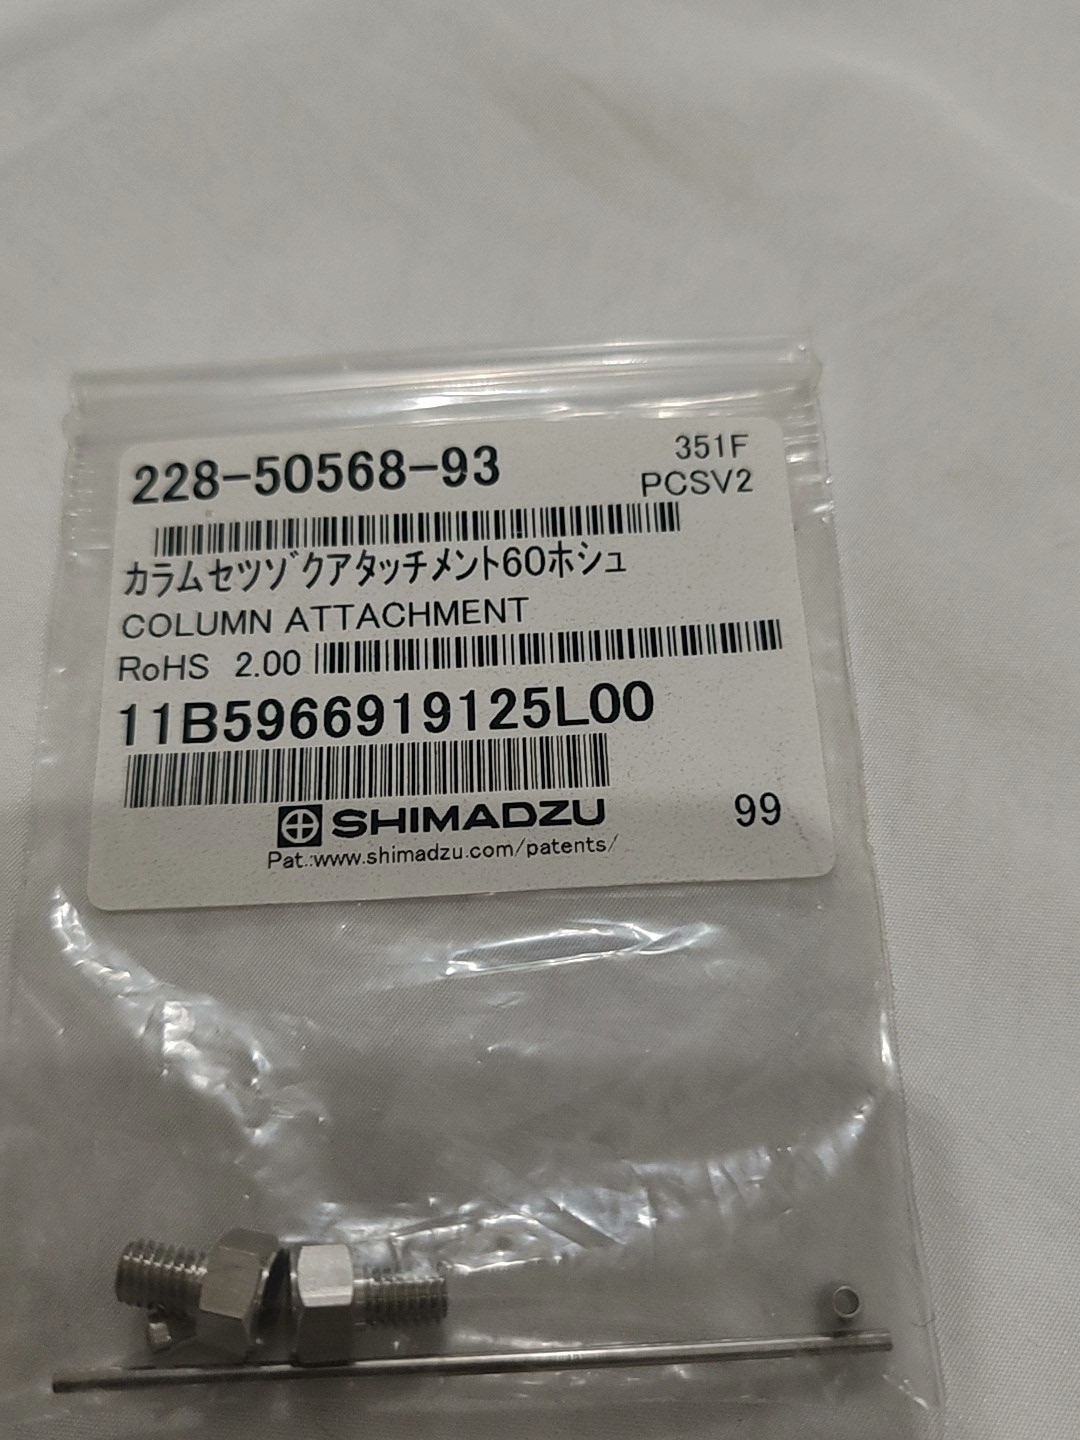 228-50568-93
351F
PCSV2
カラムセツゾクアタッチメント60ホシュ
COLUMN ATTACHMENT
RoHS 2.00
11B5966919125L00
SHIMADZU
99
Pat.:www.shimadzu.com/patents/